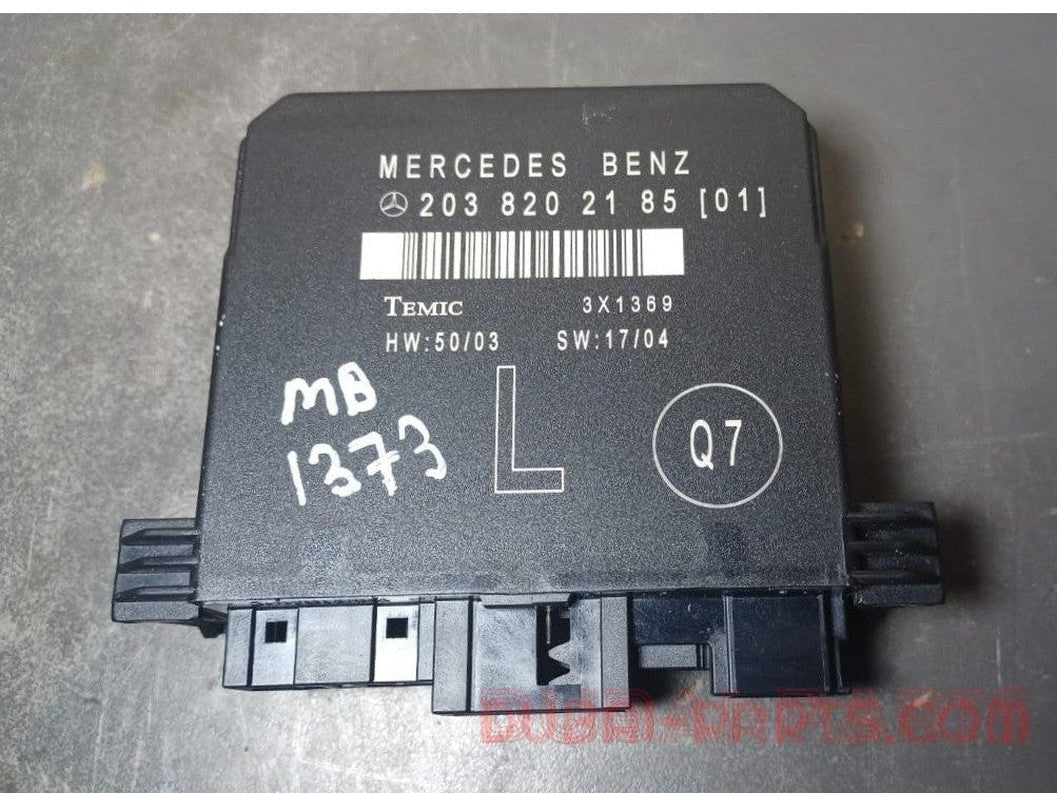 MERCEDES BENZ
203 820 21 85 [01]
TEMIC 3X1369
HW:50/03 SW:17/04
MB
1373
L
Q7
DUBAI-PARTS.COM